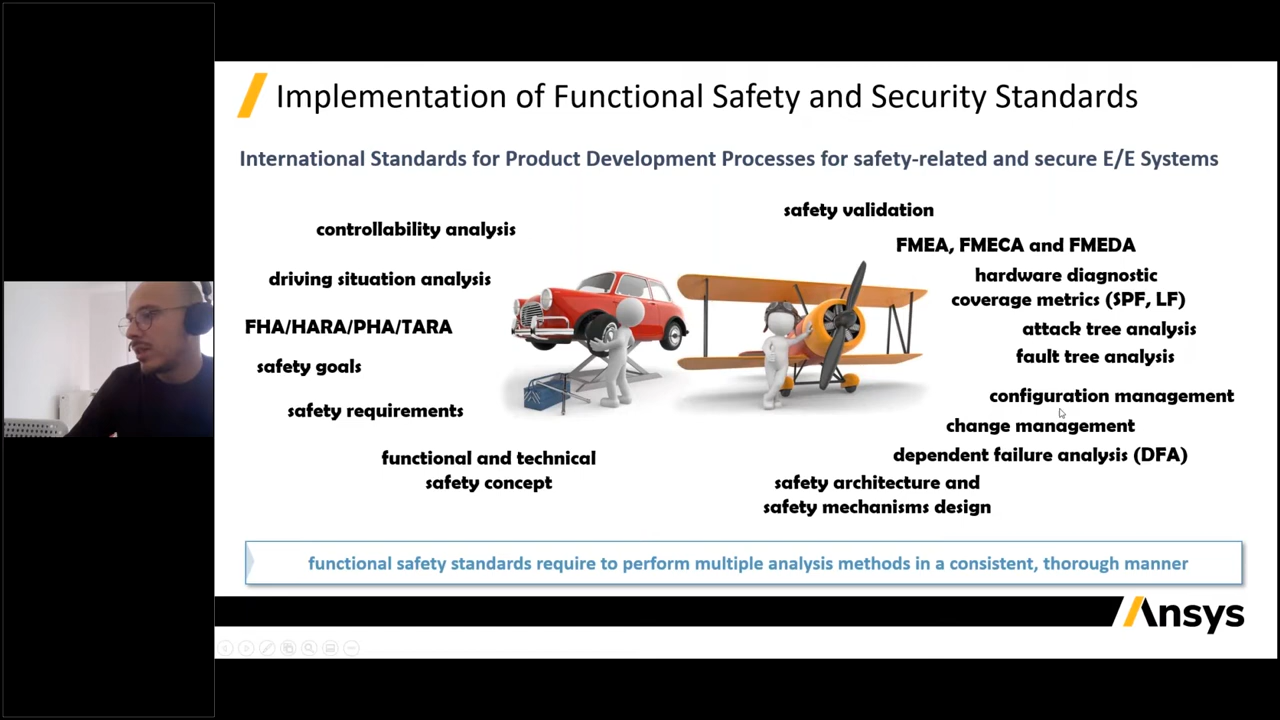 Implementation of Functional Safety and Security Standards
International Standards for Product Development Processes for safety-related and secure E/E Systems
controllability analysis
driving situation analysis
FHA/HARA/PHA/TARA
safety goals
safety requirements
functional and technical
safety concept
safety validation
FMEA, FMECA and FMEDA
hardware diagnostic
coverage metrics (SPF, LF)
attack tree analysis
fault tree analysis
configuration management
change management
dependent failure analysis (DFA)
safety architecture and
safety mechanisms design
functional safety standards require to perform multiple analysis methods in a consistent, thorough manner
Ansys